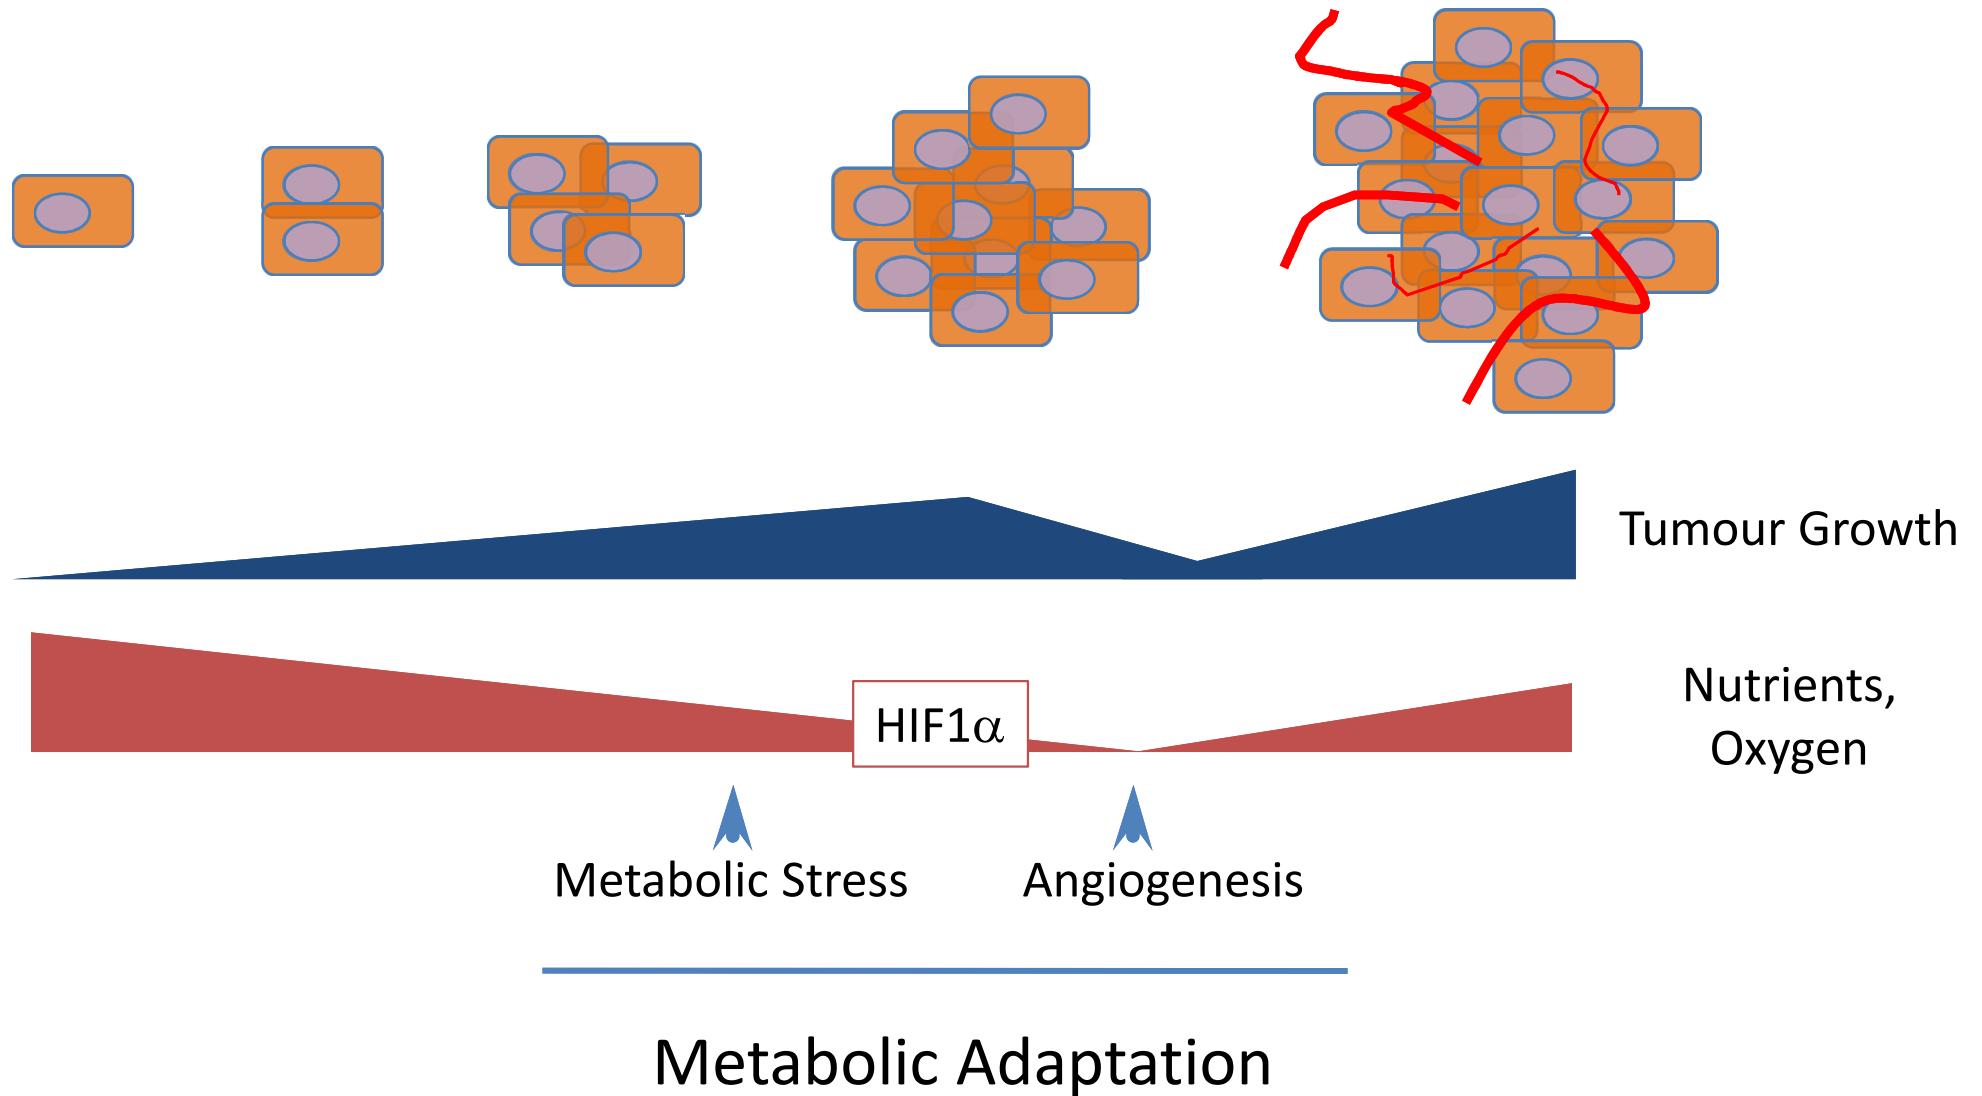 Tumour Growth
Nutrients,
Oxygen
HIF1α
Metabolic Stress
Angiogenesis
Metabolic Adaptation